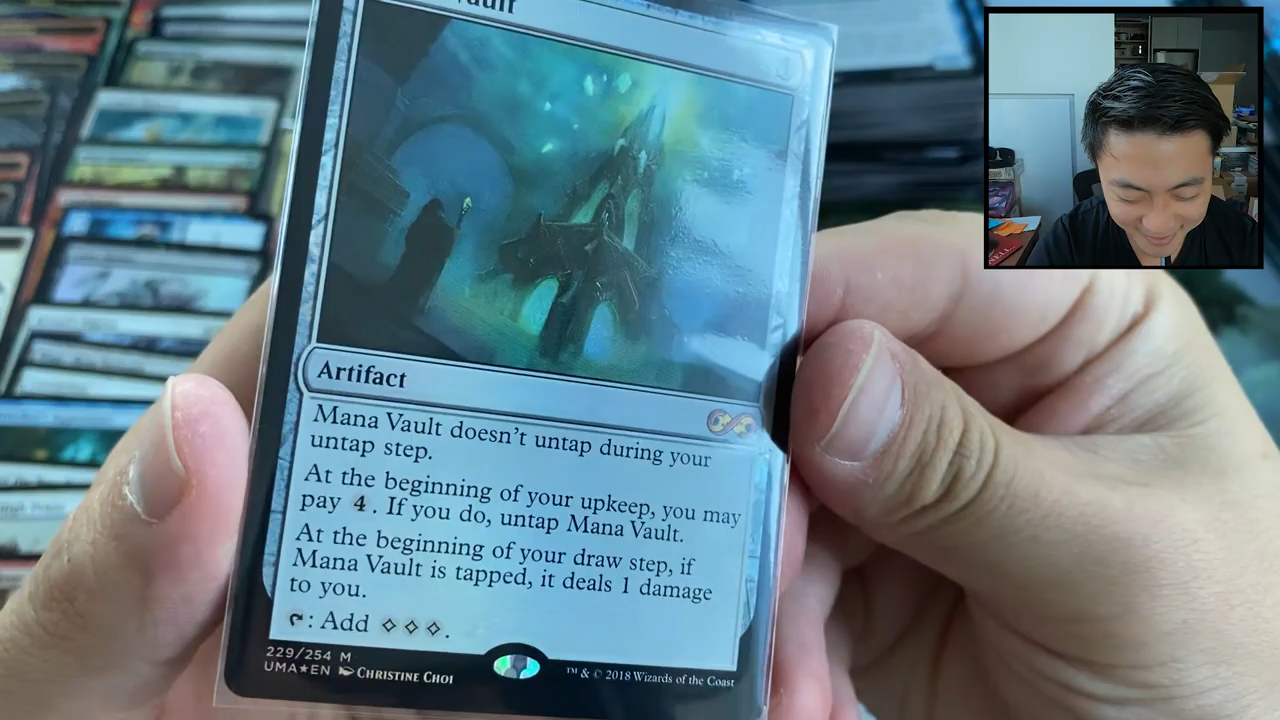 Vault
Artifact
Mana Vault doesn't untap during your
untap step.
At the beginning of your upkeep, you may
pay 4. If you do, untap Mana Vault.
At the beginning of your draw step, if
Mana Vault is tapped, it deals 1 damage
to you.
: Add
229/254 M
UMA★EN Christine Choi
™ & © 2018 Wizards of the Coast